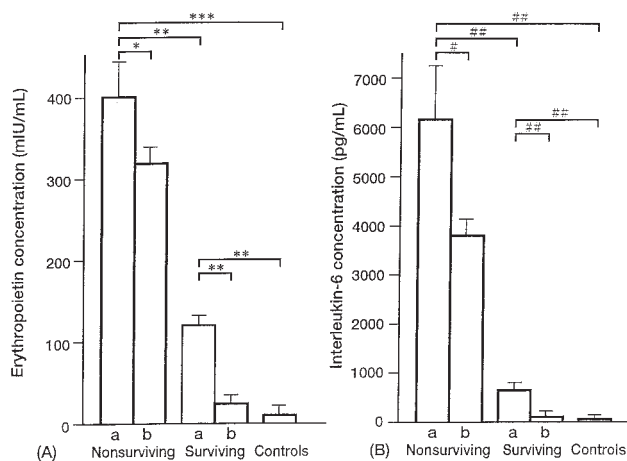 ***
**
*
**
**
Erythropoietin concentration (mIU/mL)
400
300
200
100
0
a b a b
Nonsurviving Surviving Controls
(A)
##
##
#
##
##
Interleukin-6 concentration (pg/mL)
7000
6000
5000
4000
3000
2000
1000
0
a b a b
Nonsurviving Surviving Controls
(B)